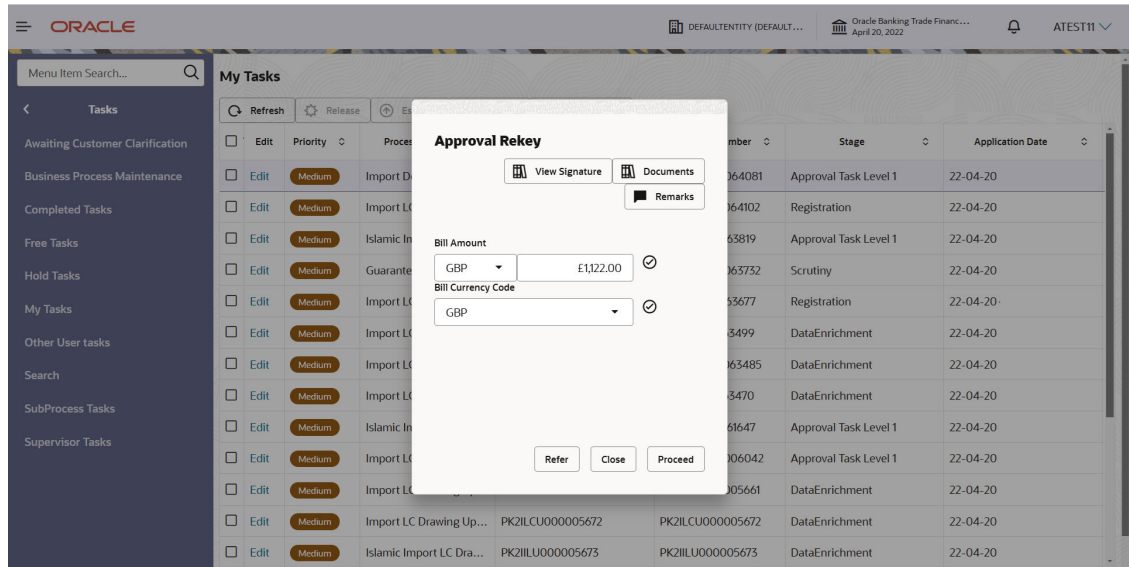 ORACLE
DEFAULTENTITY (DEFAULT...
Oracle Banking Trade Financ...
April 20, 2022
ATEST11
Menu Item Search...
Tasks
Awaiting Customer Clarification
Business Process Maintenance
Completed Tasks
Free Tasks
Hold Tasks
My Tasks
Other User tasks
Search
SubProcess Tasks
Supervisor Tasks
My Tasks
Refresh Release Es
Edit Priority Proces mber Stage Application Date
Edit Medium Import D 064081 Approval Task Level 1 22-04-20
Edit Medium Import LC 064102 Registration 22-04-20
Edit Medium Islamic In 63819 Approval Task Level 1 22-04-20
Edit Medium Guarante 063732 Scrutiny 22-04-20
Edit Medium Import LC 63677 Registration 22-04-20
Edit Medium Import LC 3499 DataEnrichment 22-04-20
Edit Medium Import LC 063485 DataEnrichment 22-04-20
Edit Medium Import LC 3470 DataEnrichment 22-04-20
Edit Medium Islamic In 61647 Approval Task Level 1 22-04-20
Edit Medium Import LC 006042 Approval Task Level 1 22-04-20
Edit Medium Import LC 005661 DataEnrichment 22-04-20
Edit Medium Import LC Drawing Up... PK2ILCU000005672 PK2ILCU000005672 DataEnrichment 22-04-20
Edit Medium Islamic Import LC Dra... PK2IILU000005673 PK2IILU000005673 DataEnrichment 22-04-20
Approval Rekey
View Signature Documents
Remarks
Bill Amount
GBP £1,122.00
Bill Currency Code
GBP
Refer Close Proceed